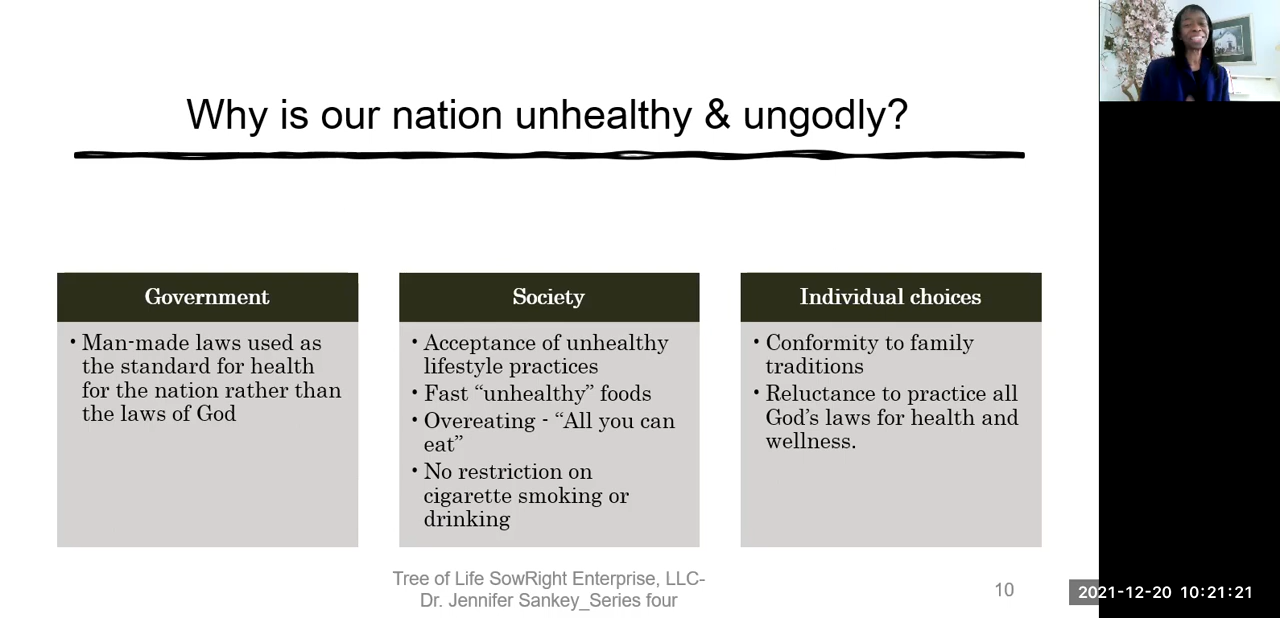 Why is our nation unhealthy & ungodly?
Government
• Man-made laws used as
the standard for health
for the nation rather than
the laws of God
Society
• Acceptance of unhealthy
lifestyle practices
• Fast “unhealthy” foods
• Overeating - “All you can
eat”
• No restriction on
cigarette smoking or
drinking
Individual choices
• Conformity to family
traditions
• Reluctance to practice all
God’s laws for health and
wellness.
Tree of Life SowRight Enterprise, LLC-
Dr. Jennifer Sankey_Series four
10
2021-12-20 10:21:21